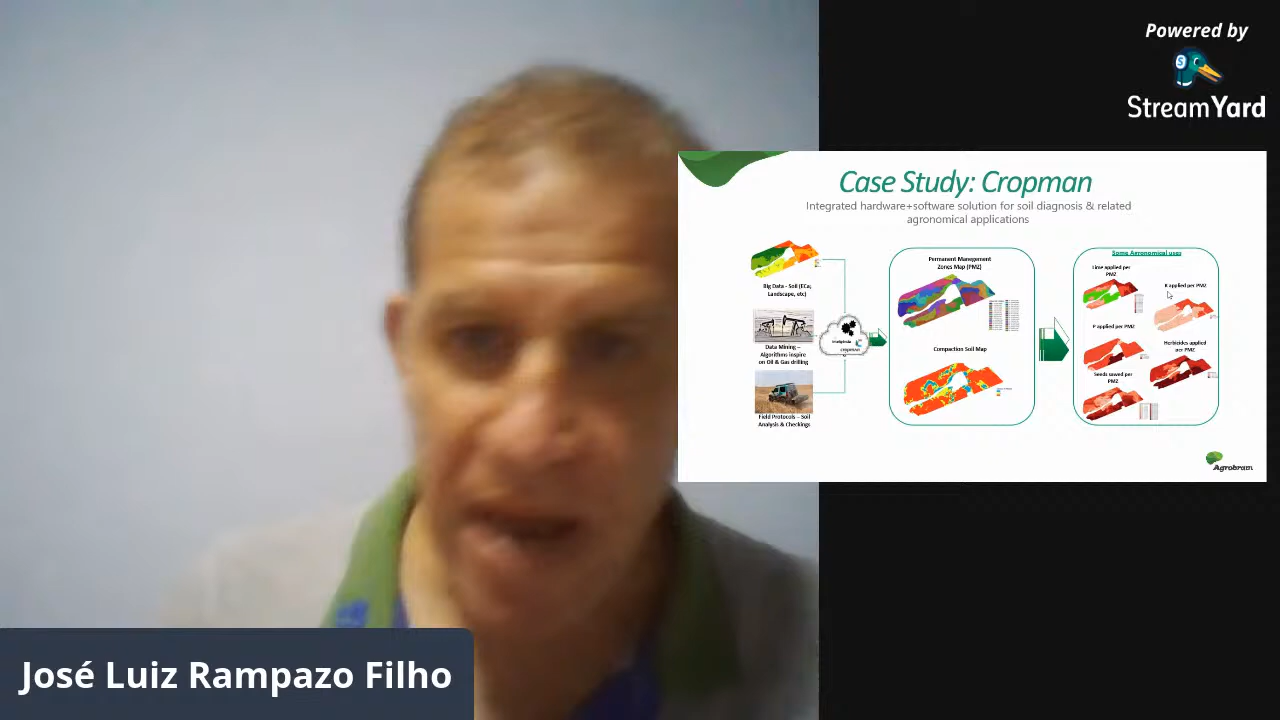 Powered by
StreamYard
Case Study: Cropman
Integrated hardware+software solution for soil diagnosis & related
agronomical applications
Big Data - Soil (ECa;
Landscape, etc)
Data Mining –
Algorithms inspire
on Oil & Gas drilling
Field Protocols – Soil
Analysis & Checkings
cropman
Permanent Management
Zones Map (PMZ)
Compaction Soil Map
Some Agronomical uses
Lime applied per
PMZ
K applied per PMZ
P applied per PMZ
Herbicides applied
per PMZ
Seeds sawed per
PMZ
Agrobrain
José Luiz Rampazo Filho